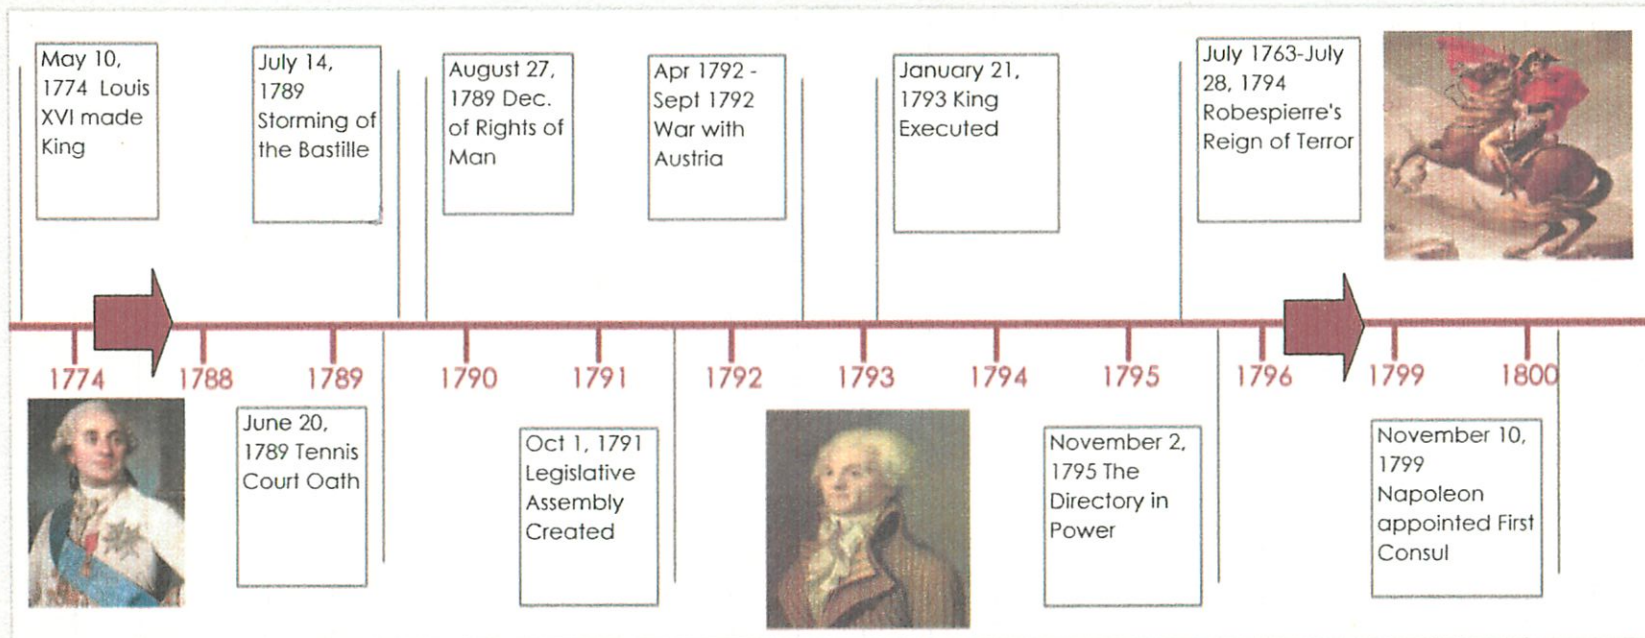 May 10,
1774 Louis
XVI made
King
July 14,
1789
Storming of
the Bastille
August 27,
1789 Dec.
of Rights of
Man
Apr 1792 -
Sept 1792
War with
Austria
January 21,
1793 King
Executed
July 1763-July
28, 1794
Robespierre's
Reign of Terror
1774 1788 1789 1790 1791 1792 1793 1794 1795 1796 1799 1800
June 20,
1789 Tennis
Court Oath
Oct 1, 1791
Legislative
Assembly
Created
November 2,
1795 The
Directory in
Power
November 10,
1799
Napoleon
appointed First
Consul